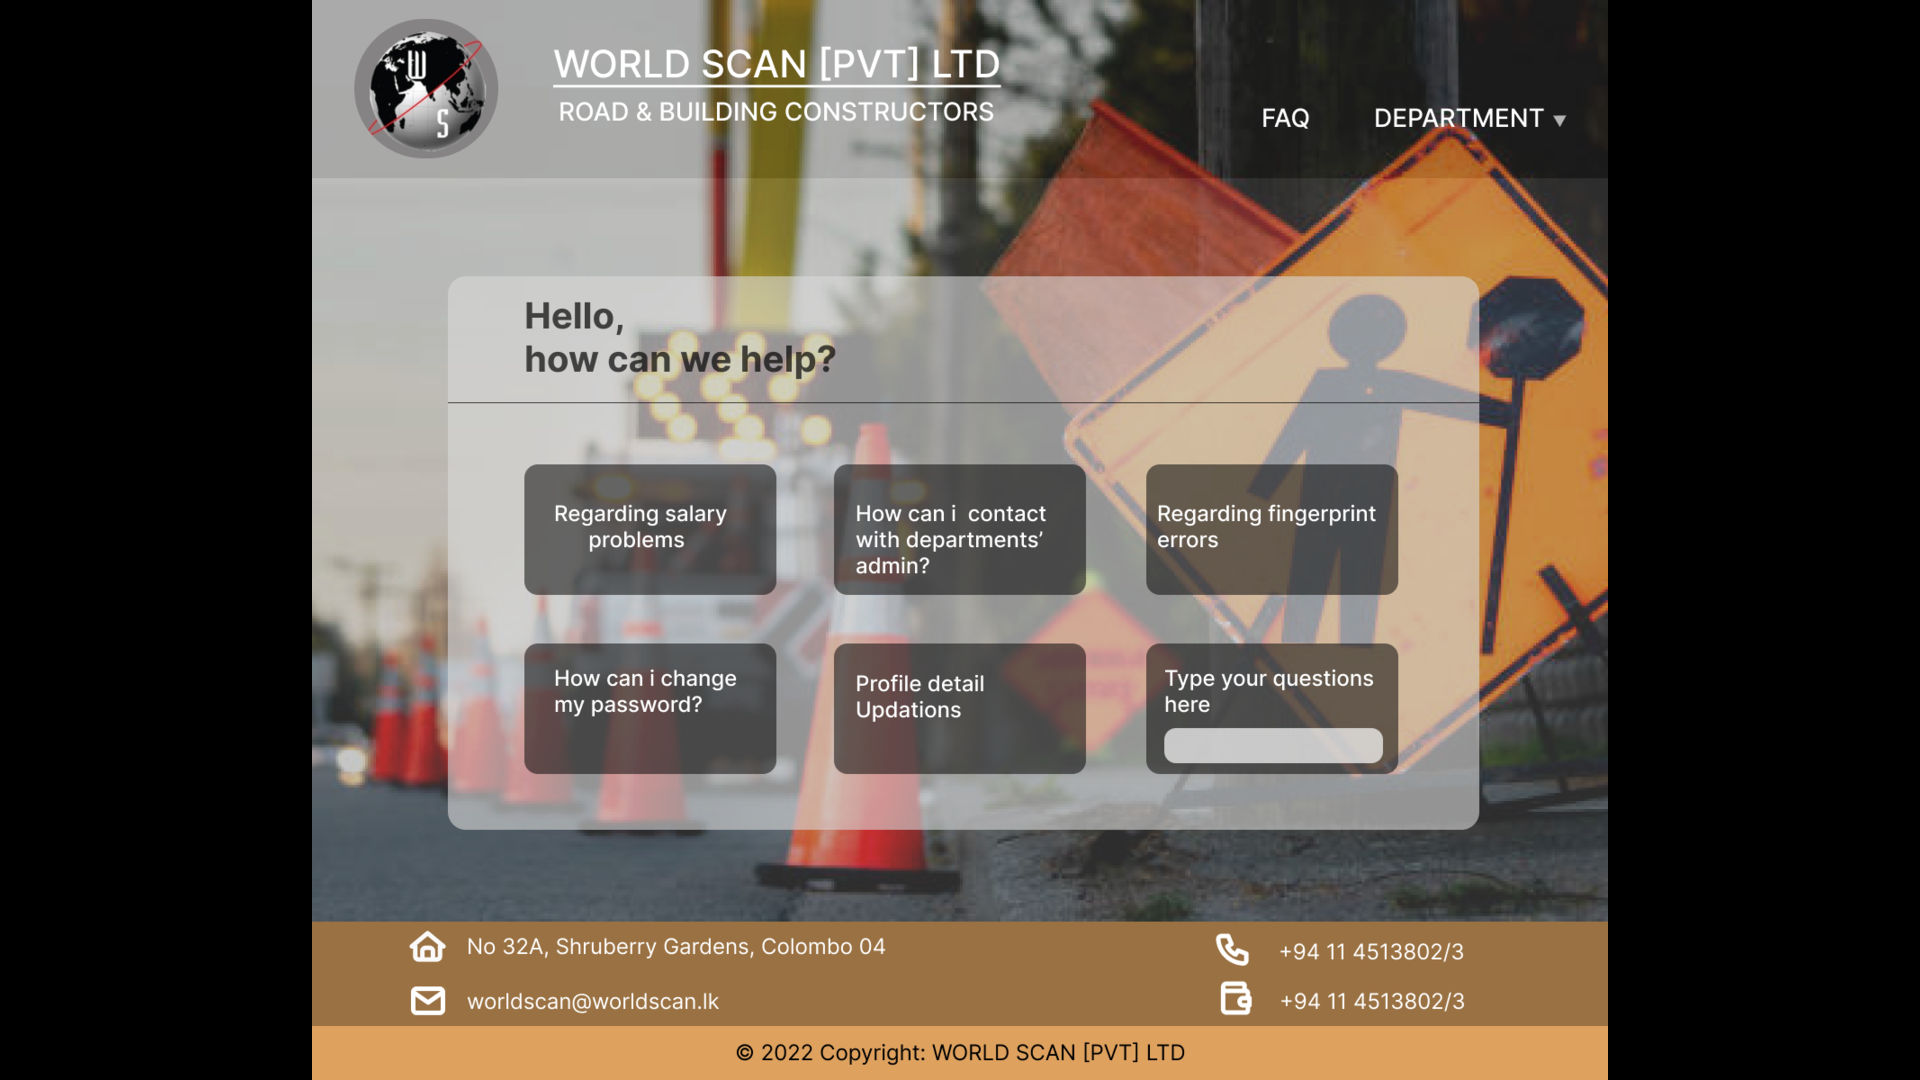 W
S
WORLD SCAN [PVT] LTD
ROAD & BUILDING CONSTRUCTORS
FAQ
DEPARTMENT ▼
Hello,
how can we help?
Regarding salary
problems
How can i  contact
with departments’
admin?
Regarding fingerprint
errors
How can i change
my password?
Profile detail
Updations
Type your questions
here
No 32A, Shruberry Gardens, Colombo 04
+94 11 4513802/3
worldscan@worldscan.lk
+94 11 4513802/3
© 2022 Copyright: WORLD SCAN [PVT] LTD